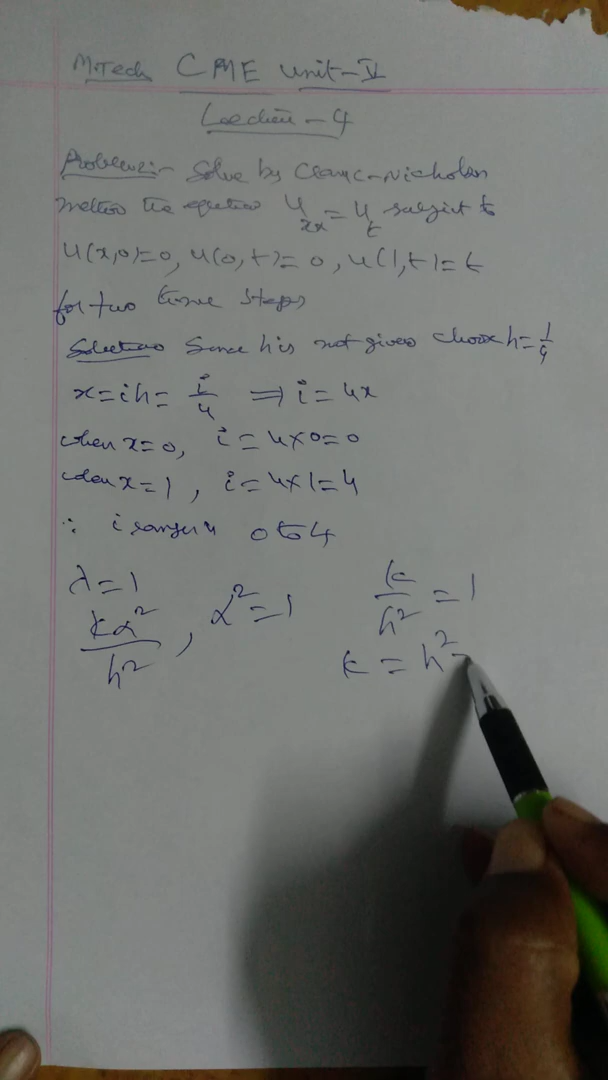 M.Tech CME Unit-V
Lecture-4
Problem:- Solve by Cranc-Nicholson
method the equation u_xx = u_t subject to
u(x,0)=0, u(0,t)=0, u(1,t)=t
for two time steps
Solution Since h is not given choose h=1/4
x=ih= i/4 ⇒ i=4x
when x=0, i=4×0=0
when x=1, i=4×1=4
∴ i ranges 0 to 4
λ=1 k/h²=1
kα²/h², α²=1
k = h²=